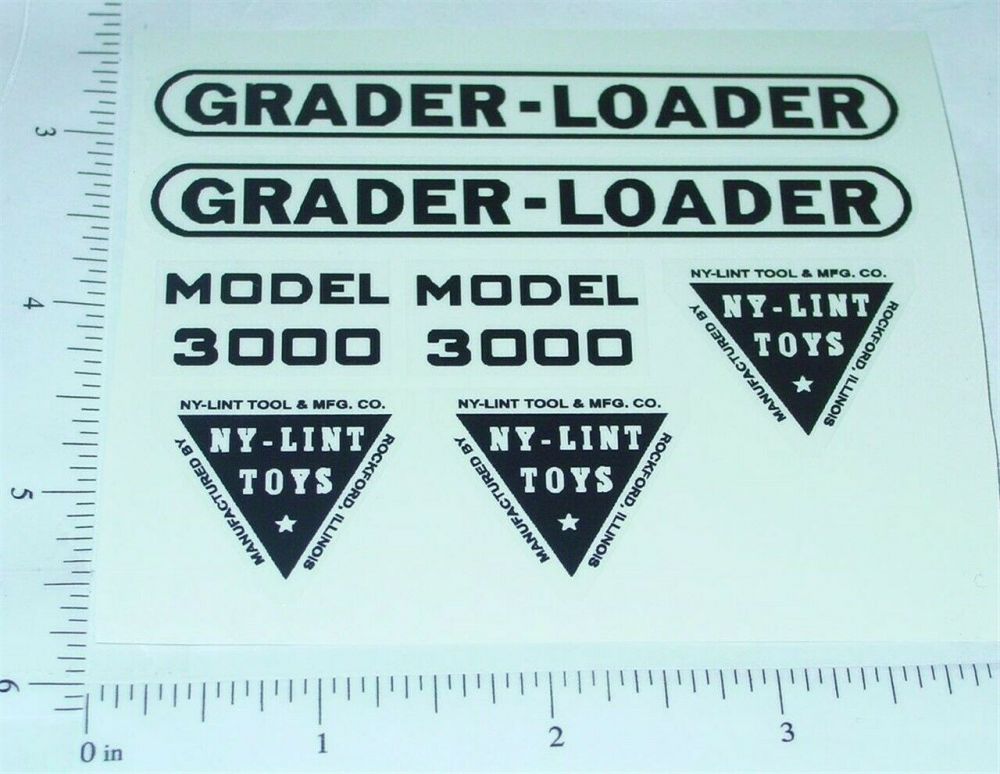 GRADER-LOADER
GRADER-LOADER
MODEL
3000
MODEL
3000
NY-LINT TOOL & MFG. CO.
NY-LINT
TOYS
MANUFACTURED BY
ROCKFORD, ILLINOIS
NY-LINT TOOL & MFG. CO.
NY-LINT
TOYS
MANUFACTURED BY
ROCKFORD, ILLINOIS
NY-LINT TOOL & MFG. CO.
NY-LINT
TOYS
MANUFACTURED BY
ROCKFORD, ILLINOIS
3
4
5
6
0 in
1
2
3